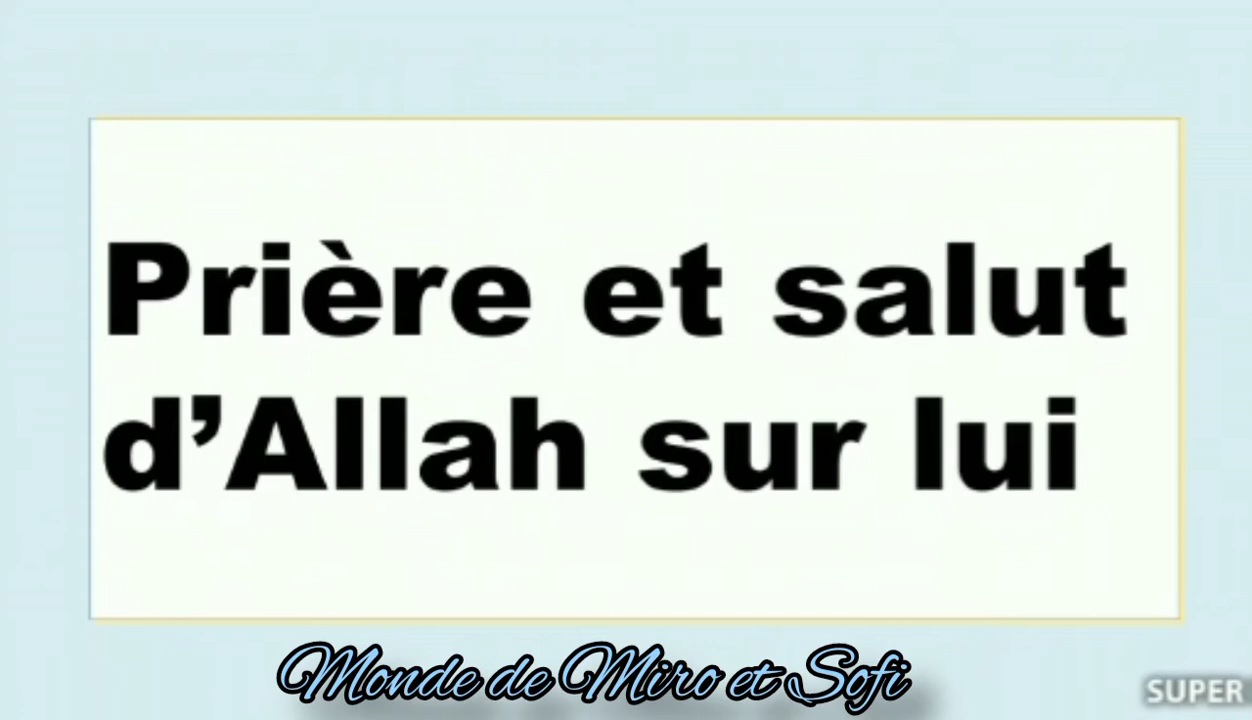 Prière et salut
d’Allah sur lui
Monde de Miro et Sofi
SUPER